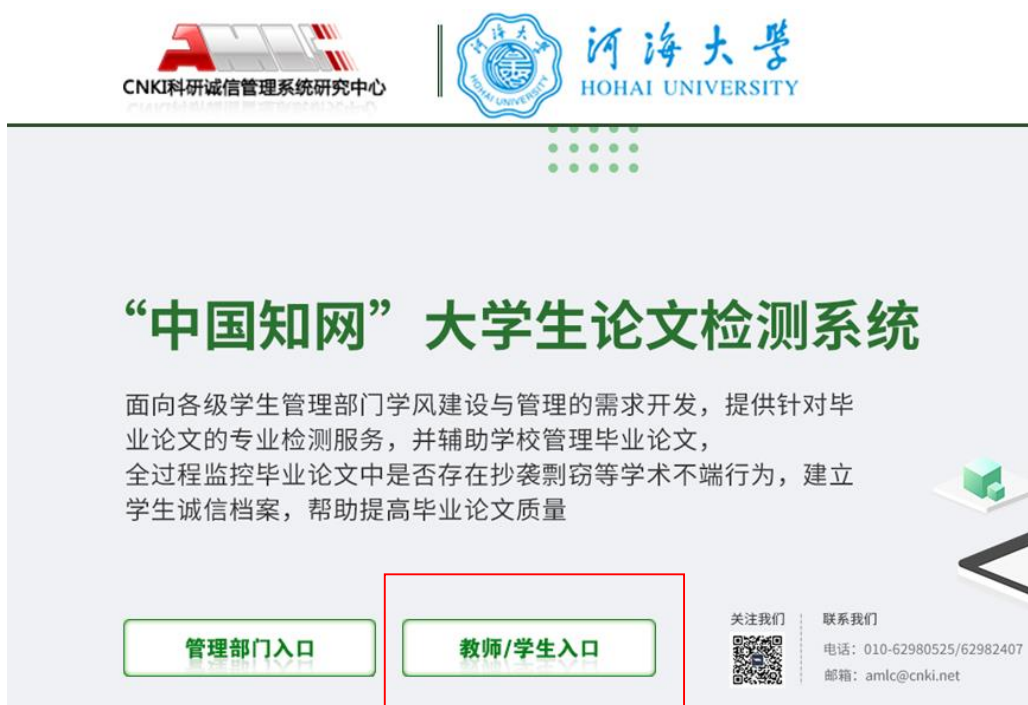 AMLC
CNKI科研诚信管理系统研究中心
河海大学
HOHAI UNIVERSITY
河海大學
HOHAI UNIVERSITY
“中国知网”大学生论文检测系统
面向各级学生管理部门学风建设与管理的需求开发，提供针对毕
业论文的专业检测服务，并辅助学校管理毕业论文，
全过程监控毕业论文中是否存在抄袭剽窃等学术不端行为，建立
学生诚信档案，帮助提高毕业论文质量
管理部门入口
教师/学生入口
关注我们
联系我们
电话：010-62980525/62982407
邮箱：amlc@cnki.net